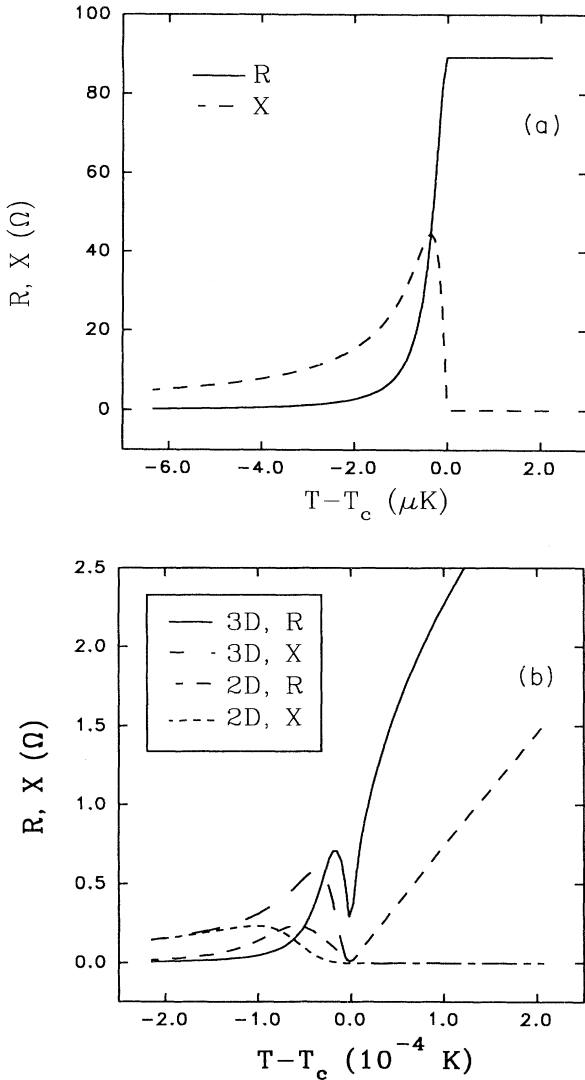 100
80
60
40
20
0
R, X (Ω)
R
X
(a)
-6.0 -4.0 -2.0 0.0 2.0
T-Tc (μK)
2.5
2.0
1.5
1.0
0.5
0.0
R, X (Ω)
3D, R
3D, X
2D, R
2D, X
(b)
-2.0 -1.0 0.0 1.0 2.0
T-Tc (10⁻⁴ K)